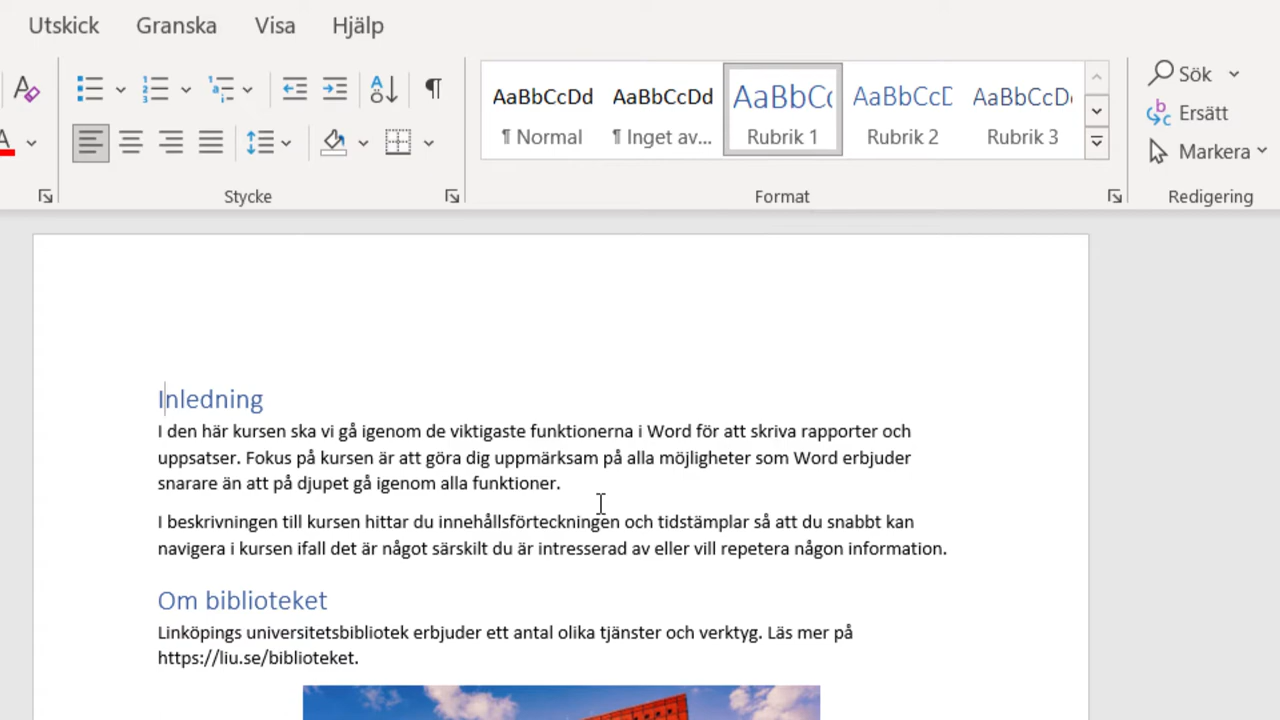 Utskick Granska Visa Hjälp
AaBbCcDd AaBbCcDd AaBbCc AaBbCcD AaBbCcD
¶ Normal ¶ Inget av... Rubrik 1 Rubrik 2 Rubrik 3
Sök
Ersätt
Markera
Stycke Format Redigering
Inledning
I den här kursen ska vi gå igenom de viktigaste funktionerna i Word för att skriva rapporter och
uppsatser. Fokus på kursen är att göra dig uppmärksam på alla möjligheter som Word erbjuder
snarare än att på djupet gå igenom alla funktioner.
I beskrivningen till kursen hittar du innehållsförteckningen och tidstämplar så att du snabbt kan
navigera i kursen ifall det är något särskilt du är intresserad av eller vill repetera någon information.
Om biblioteket
Linköpings universitetsbibliotek erbjuder ett antal olika tjänster och verktyg. Läs mer på
https://liu.se/biblioteket.